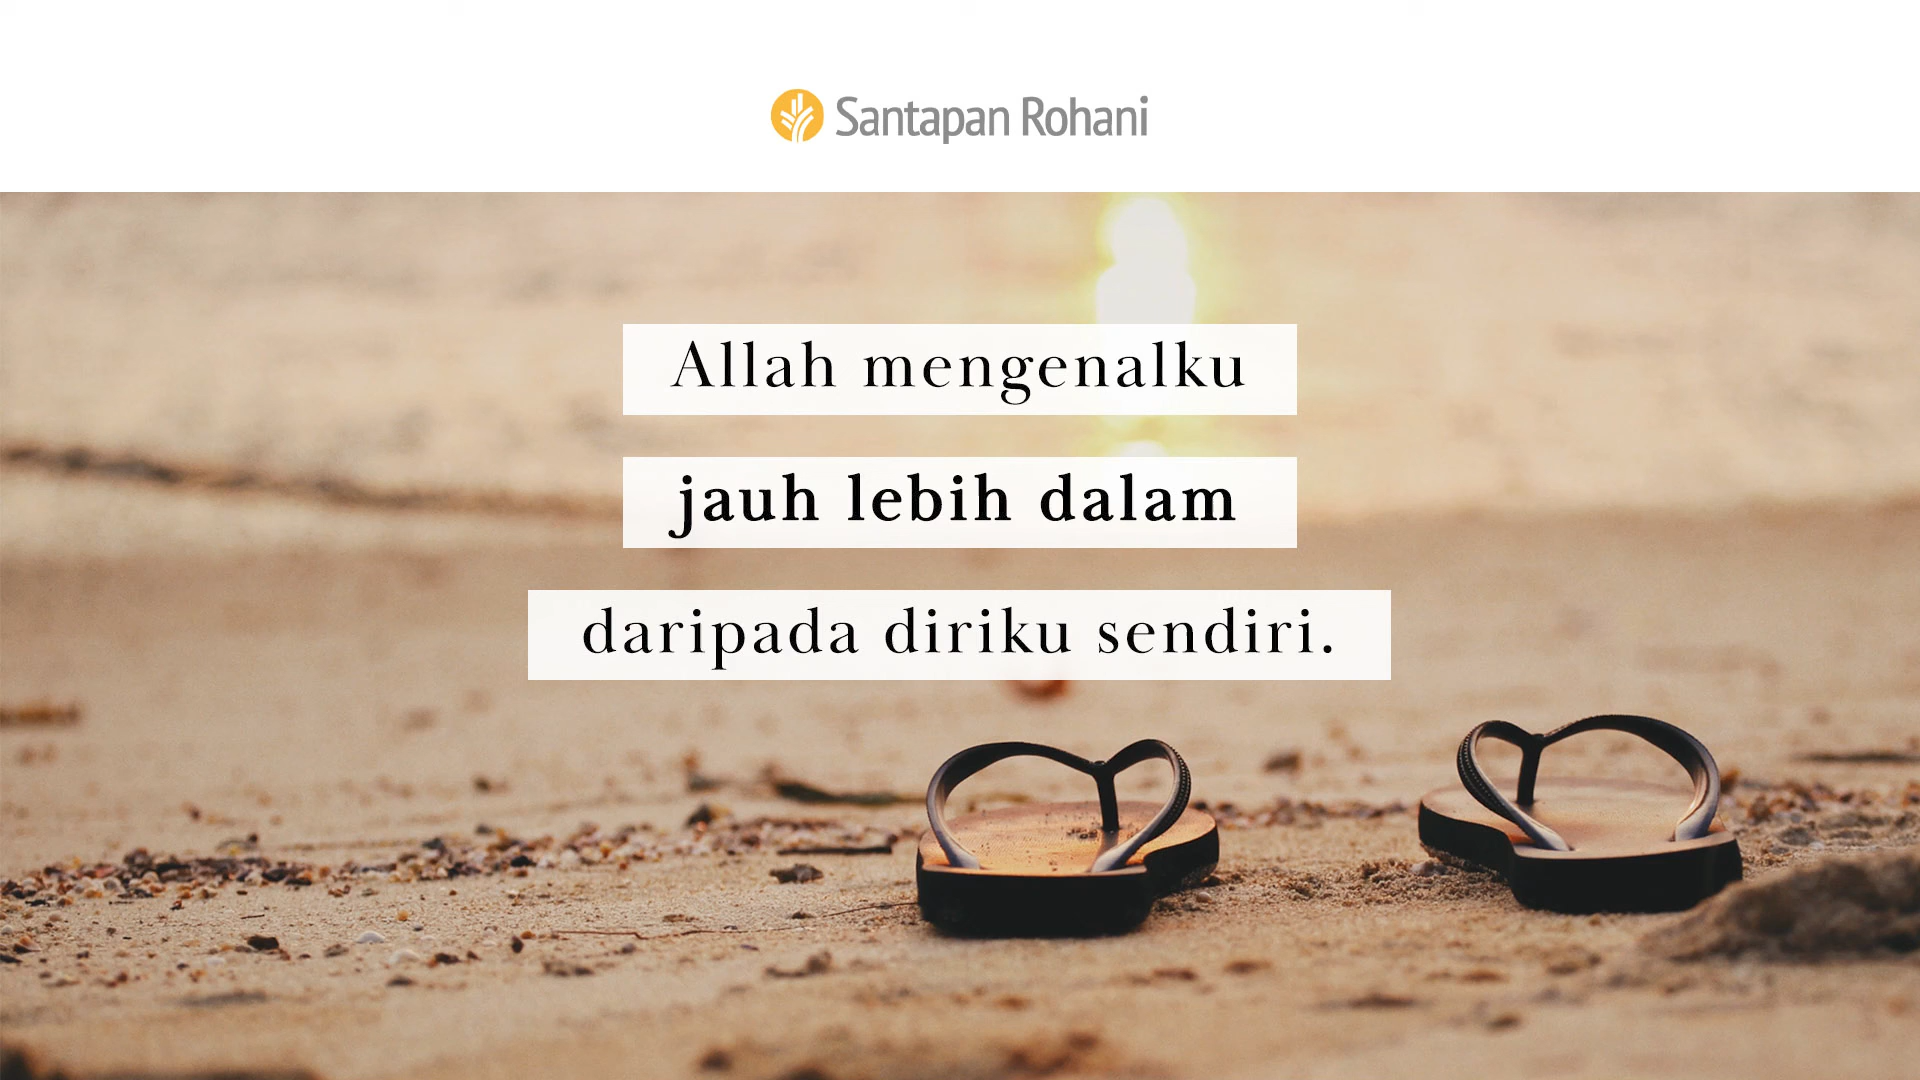 Santapan Rohani
Allah mengenalku
jauh lebih dalam
daripada diriku sendiri.